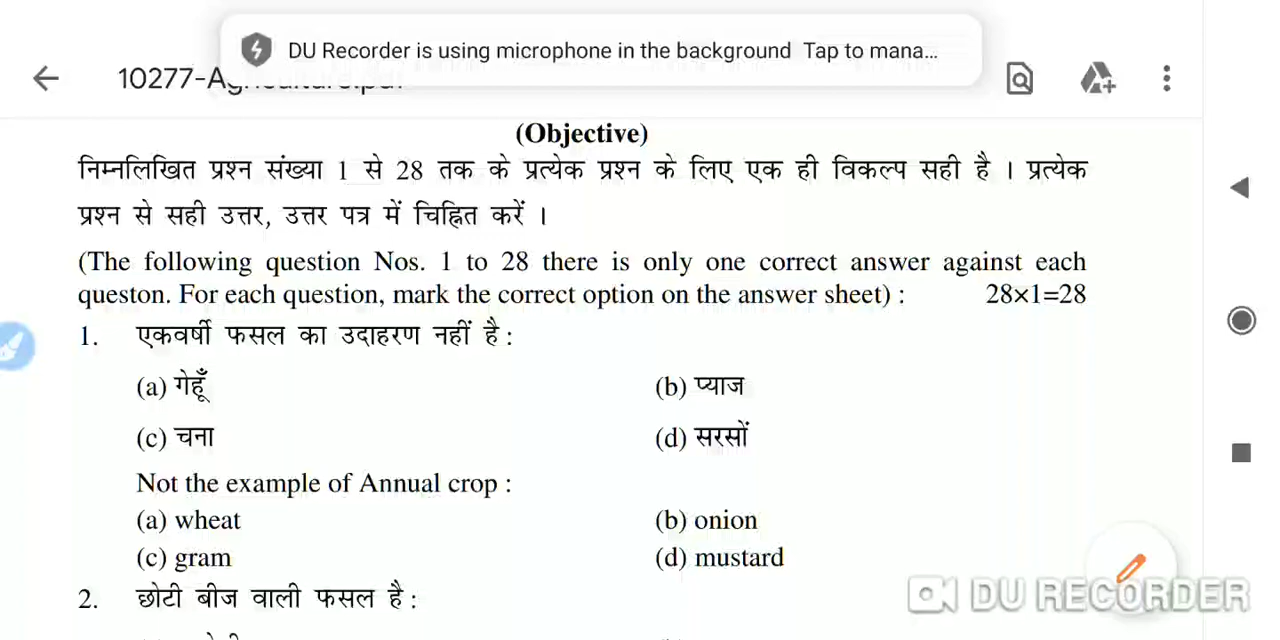 DU Recorder is using microphone in the background Tap to mana...
(Objective)
निम्नलिखित प्रश्न संख्या 1 से 28 तक के प्रत्येक प्रश्न के लिए एक ही विकल्प सही है । प्रत्येक
प्रश्न से सही उत्तर, उत्तर पत्र में चिह्नित करें ।
(The following question Nos. 1 to 28 there is only one correct answer against each
queston. For each question, mark the correct option on the answer sheet) : 28×1=28
1. एकवर्षी फसल का उदाहरण नहीं है :
(a) गेहूँ (b) प्याज
(c) चना (d) सरसों
Not the example of Annual crop :
(a) wheat (b) onion
(c) gram (d) mustard
2. छोटी बीज वाली फसल है :
DU RECORDER